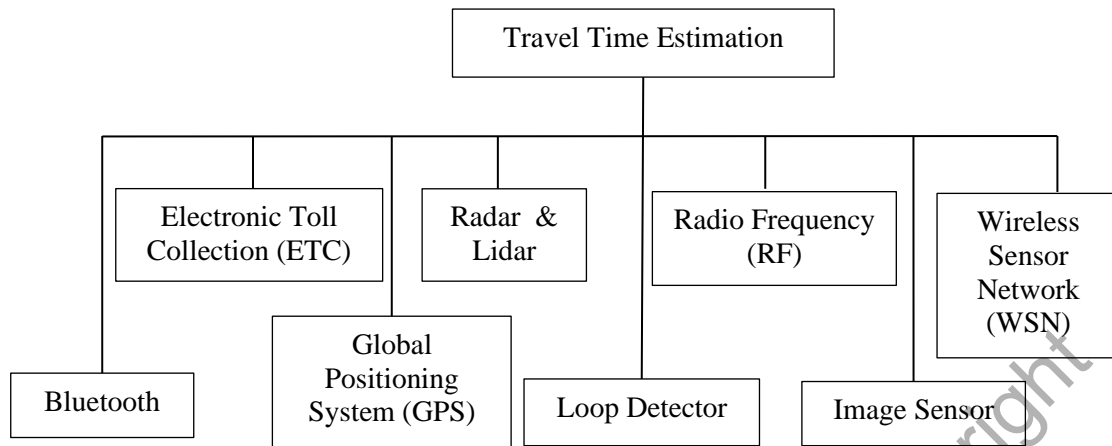 Travel Time Estimation
Electronic Toll
Collection (ETC)
Radar & 
Lidar
Radio Frequency
(RF)
Wireless
Sensor
Network
(WSN)
Global
Positioning
System (GPS)
Bluetooth
Loop Detector
Image Sensor
right